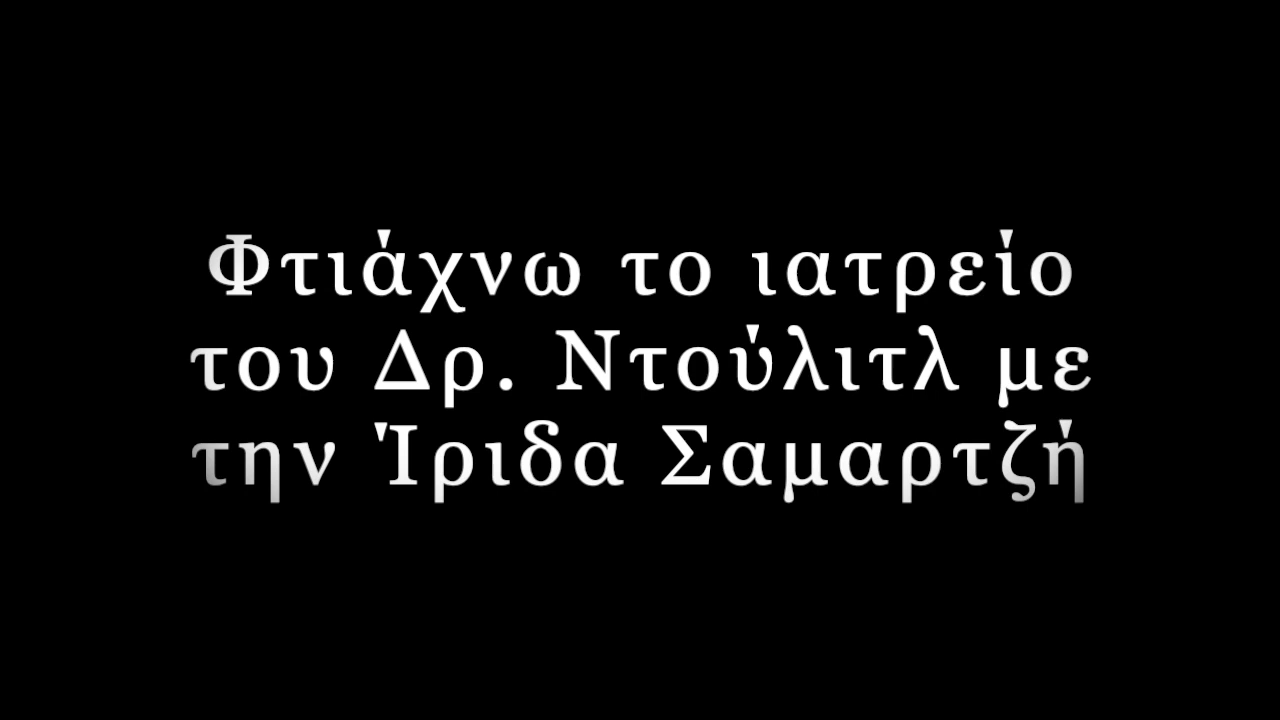 Φτιάχνω το ιατρείο
του Δρ. Ντούλιτλ με
την Ίριδα Σαμαρτζή